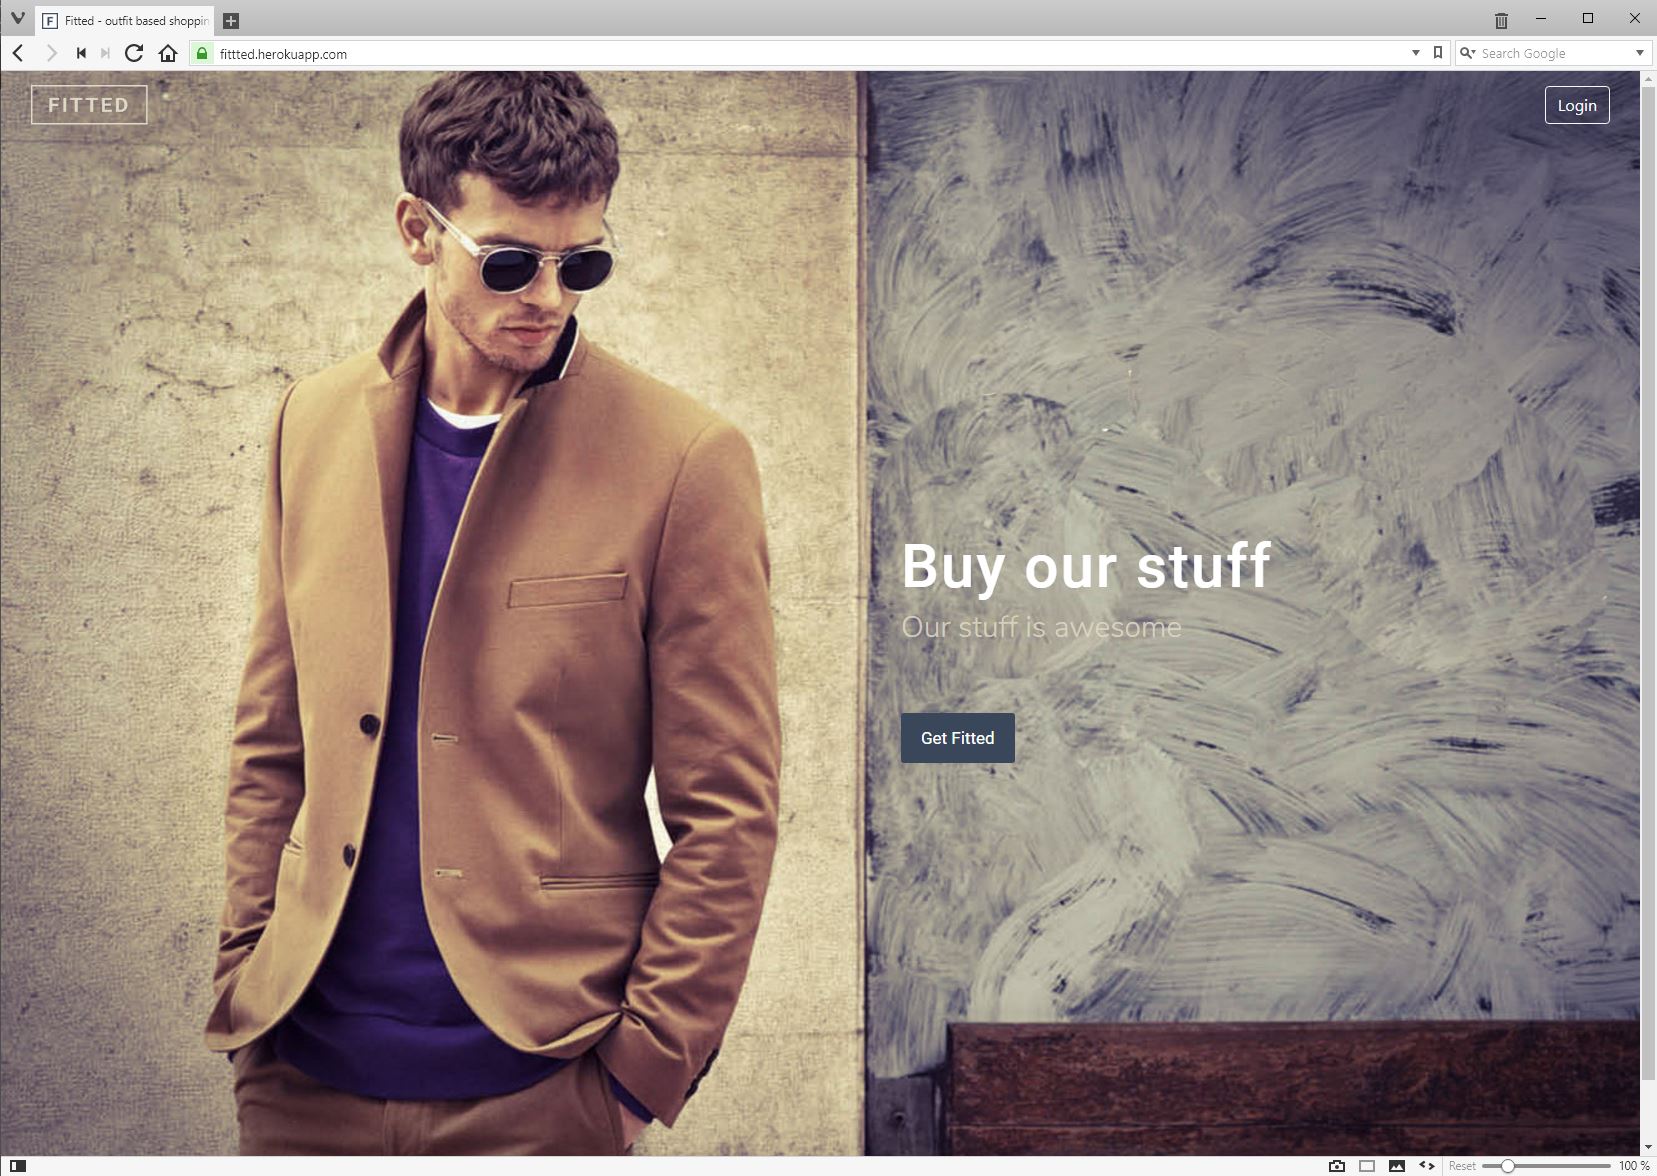 Fitted - outfit based shoppin
fittted.herokuapp.com
Search Google
FITTED
Login
Buy our stuff
Our stuff is awesome
Get Fitted
Reset
100 %